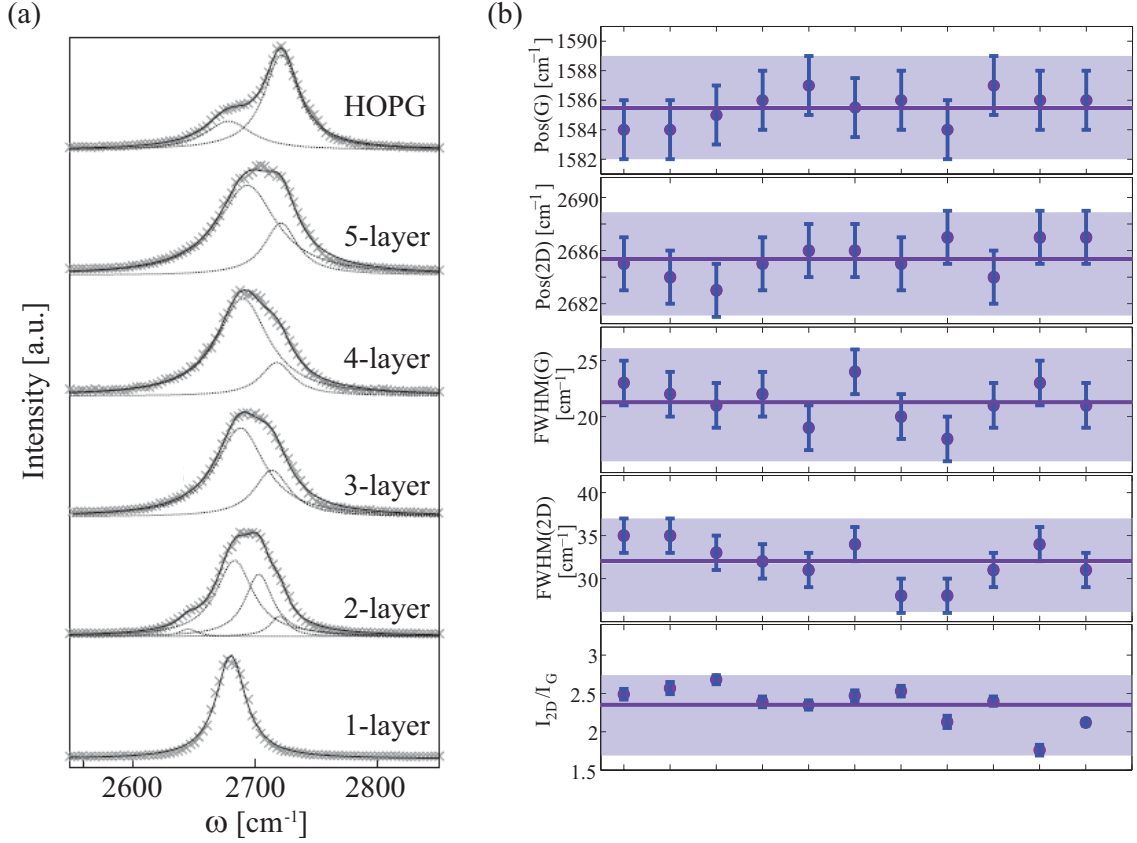 (a)
HOPG
5-layer
4-layer
3-layer
2-layer
1-layer
Intensity [a.u.]
2600 2700 2800
ω [cm⁻¹]
(b)
Pos(G) [cm⁻¹]
1590
1588
1586
1584
1582
Pos(2D) [cm⁻¹]
2690
2686
2682
FWHM(G)
[cm⁻¹]
25
20
FWHM(2D)
[cm⁻¹]
40
35
30
I₂D/I_G
3
2.5
2
1.5